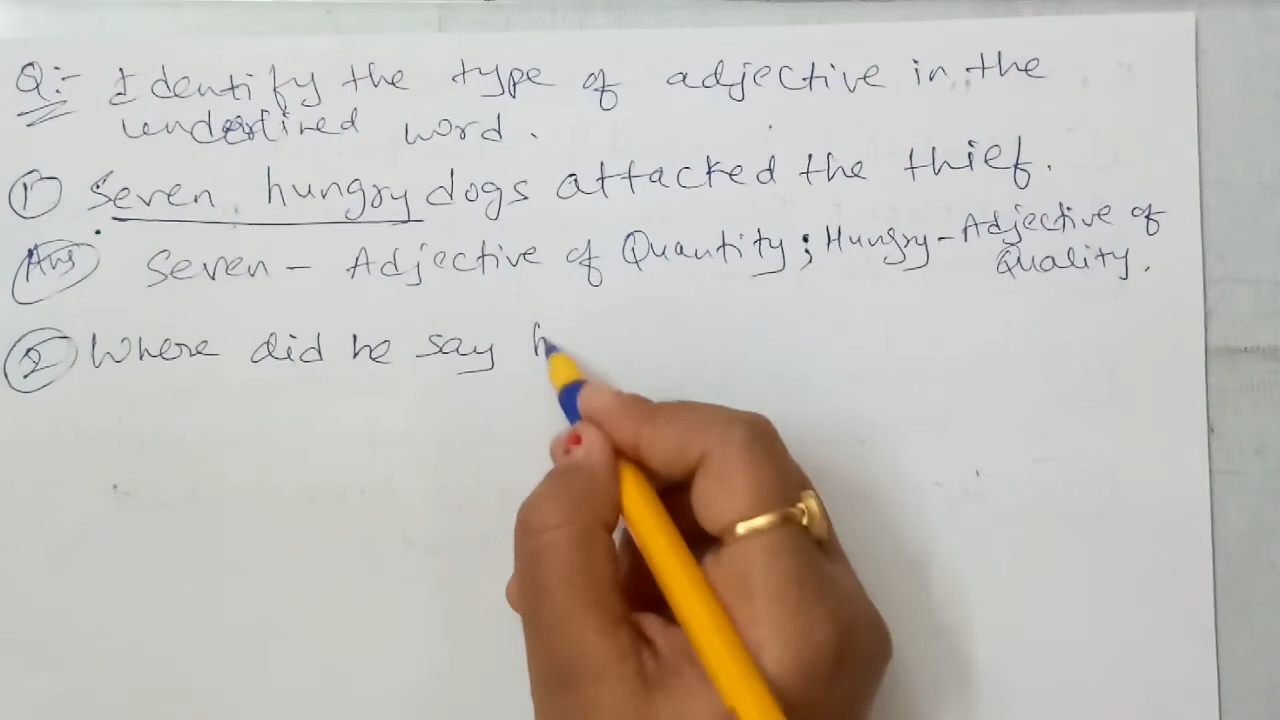 Q:- Identify the type of adjective in the
underlined word.
① Seven hungry dogs attacked the thief.
Ans Seven - Adjective of Quantity; Hungry - Adjective of
Quality.
② Where did he say h